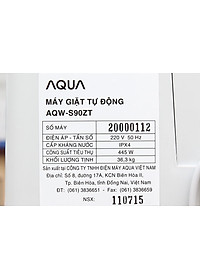 AQUA
MÁY GIẶT TỰ ĐỘNG
AQW-S90ZT
SỐ MÁY 20000112
ĐIỆN ÁP - TẦN SỐ 220 V 50 Hz
CẤP KHÁNG NƯỚC IPX4
CÔNG SUẤT TIÊU THỤ 445 W
KHỐI LƯỢNG TỊNH 36,3 kg
Sản xuất tại CÔNG TY TNHH ĐIỆN MÁY AQUA VIỆT NAM
Địa chỉ: Số 8, đường 17A, KCN Biên Hòa II,
Tp. Biên Hòa, tỉnh Đồng Nai, Việt Nam
ĐT: (061) 3836651 - FAX: (061) 3836659
NSX: 110715